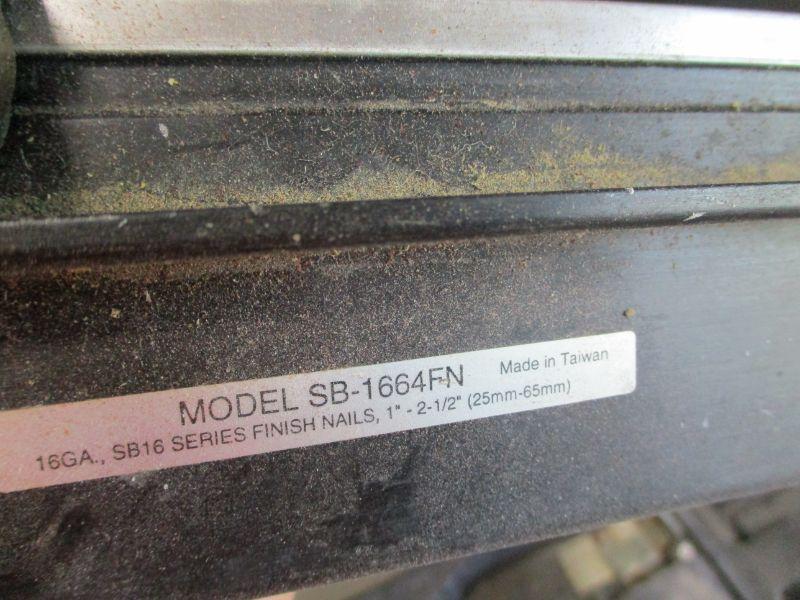 MODEL SB-1664FN Made in Taiwan
16GA., SB16 SERIES FINISH NAILS, 1" - 2-1/2" (25mm-65mm)